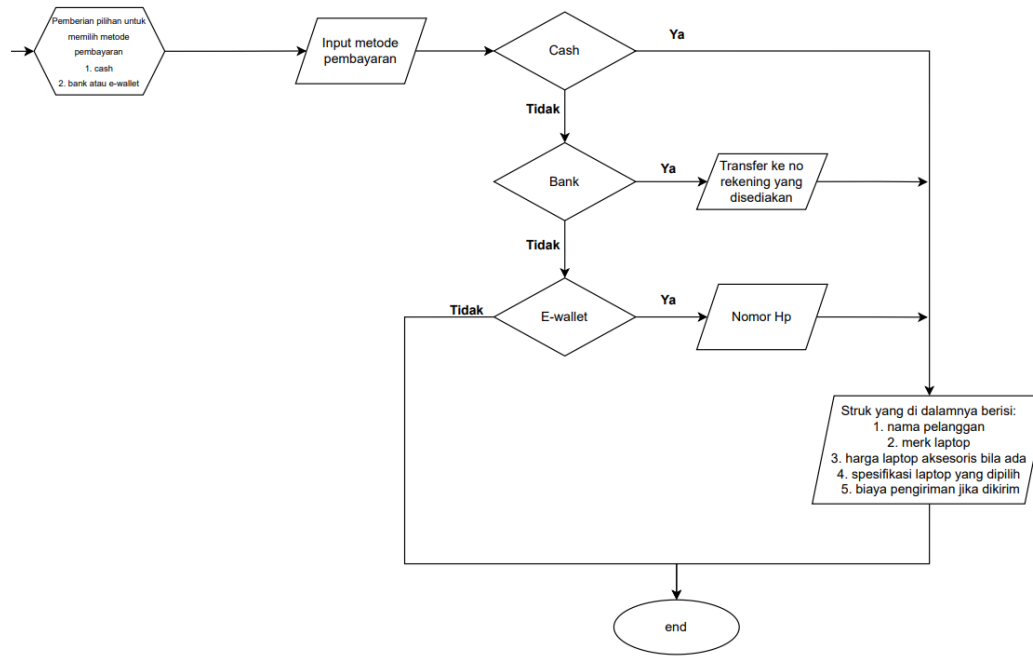 Pemberian pilihan untuk
memilih metode
pembayaran
1. cash
2. bank atau e-wallet
Input metode
pembayaran
Cash
Ya
Tidak
Bank
Ya
Transfer ke no
rekening yang
disediakan
Tidak
Tidak
E-wallet
Ya
Nomor Hp
Struk yang di dalamnya berisi:
1. nama pelanggan
2. merk laptop
3. harga laptop aksesoris bila ada
4. spesifikasi laptop yang dipilih
5. biaya pengiriman jika dikirim
end